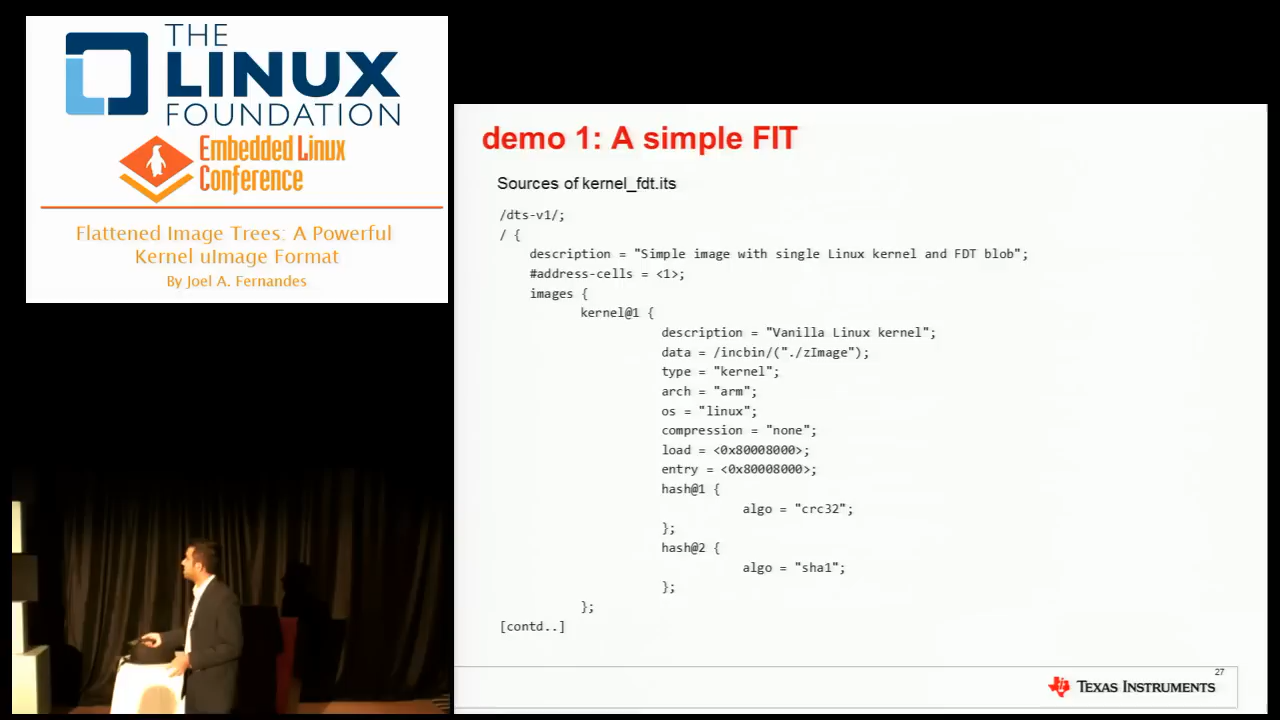 THE
LINUX
FOUNDATION
Embedded Linux
Conference
Flattened Image Trees: A Powerful
Kernel uImage Format
By Joel A. Fernandes
demo 1: A simple FIT
Sources of kernel_fdt.its
/dts-v1/;
/ {
description = "Simple image with single Linux kernel and FDT blob";
#address-cells = <1>;
images {
kernel@1 {
description = "Vanilla Linux kernel";
data = /incbin/("./zImage");
type = "kernel";
arch = "arm";
os = "linux";
compression = "none";
load = <0x80008000>;
entry = <0x80008000>;
hash@1 {
algo = "crc32";
};
hash@2 {
algo = "sha1";
};
};
[contd..]
27
TEXAS INSTRUMENTS